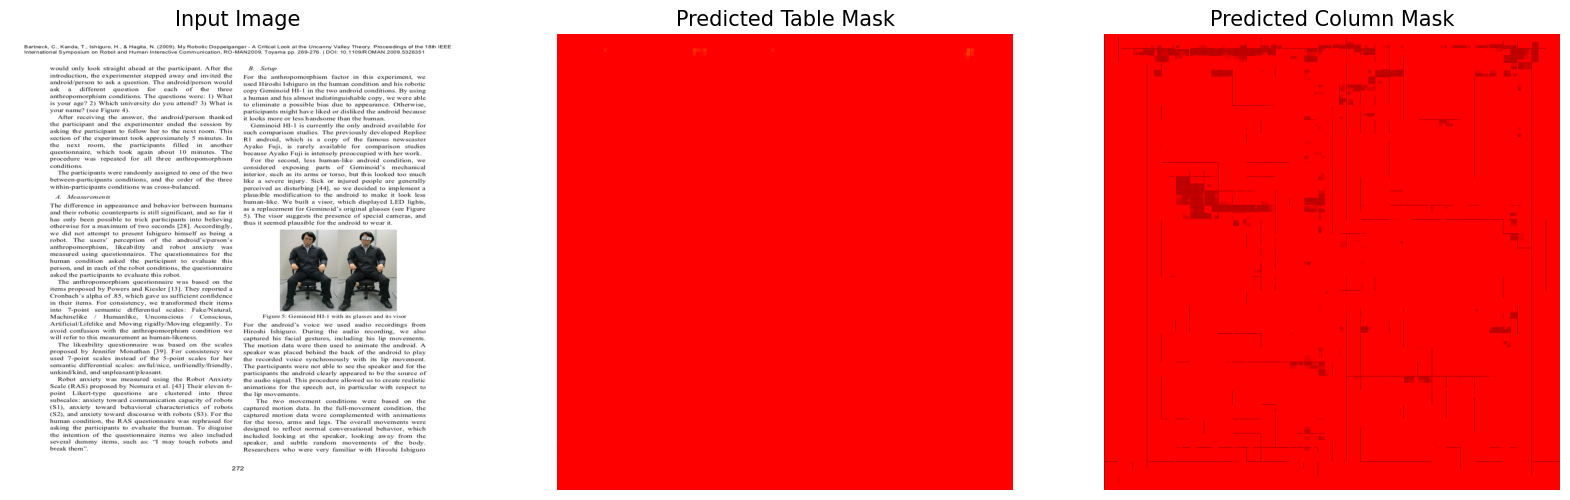 Input Image
Predicted Table Mask
Predicted Column Mask
Bartneck, C., Kanda, T., Ishiguro, H., & Hagita, N. (2009). My Robotic Doppelganger - A Critical Look at the Uncanny Valley Theory. Proceedings of the 18th IEEE
International Symposium on Robot and Human Interactive Communication, RO-MAN2009, Toyama pp. 269-276. | DOI: 10.1109/ROMAN.2009.5326351
would only look straight ahead at the participant. After the
introduction, the experimenter stepped away and invited the
android/person to ask a question. The android/person would
ask a different question for each of the three
anthropomorphism conditions. The questions were: 1) What
is your age? 2) Which university do you attend? 3) What is
your name? (see Figure 4).
After receiving the answer, the android/person thanked
the participant and the experimenter ended the session by
asking the participant to follow her to the next room. This
section of the experiment took approximately 5 minutes. In
the next room, the participants filled in another
questionnaire, which took again about 10 minutes. The
procedure was repeated for all three anthropomorphism
conditions.
The participants were randomly assigned to one of the two
between-participants conditions, and the order of the three
within-participants conditions was cross-balanced.
A. Measurements
The difference in appearance and behavior between humans
and their robotic counterparts is still significant, and so far it
has only been possible to trick participants into believing
otherwise for a maximum of two seconds [28]. Accordingly,
we did not attempt to present Ishiguro himself as being a
robot. The users' perception of the android's/person's
anthropomorphism, likeability and robot anxiety was
measured using questionnaires. The questionnaires for the
human condition asked the participant to evaluate this
person, and in each of the robot conditions, the questionnaire
asked the participants to evaluate this robot.
The anthropomorphism questionnaire was based on the
items proposed by Powers and Kiesler [13]. They reported a
Cronbach's alpha of .85, which gave us sufficient confidence
in their items. For consistency, we transformed their items
into 7-point semantic differential scales: Fake/Natural,
Machinelike / Humanlike, Unconscious / Conscious,
Artificial/Lifelike and Moving rigidly/Moving elegantly. To
avoid confusion with the anthropomorphism condition we
will refer to this measurement as human-likeness.
The likeability questionnaire was based on the scales
proposed by Jennifer Monathan [39]. For consistency we
used 7-point scales instead of the 5-point scales for her
semantic differential scales: awful/nice, unfriendly/friendly,
unkind/kind, and unpleasant/pleasant.
Robot anxiety was measured using the Robot Anxiety
Scale (RAS) proposed by Nomura et al. [43] Their eleven 6-
point Likert-type questions are clustered into three
subscales: anxiety toward communication capacity of robots
(S1), anxiety toward behavioral characteristics of robots
(S2), and anxiety toward discourse with robots (S3). For the
human condition, the RAS questionnaire was rephrased for
asking the participants to evaluate the human. To disguise
the intention of the questionnaire items we also included
several dummy items, such as: "I may touch robots and
break them".
B. Setup
For the anthropomorphism factor in this experiment, we
used Hiroshi Ishiguro in the human condition and his robotic
copy Geminoid HI-1 in the two android conditions. By using
a human and his almost indistinguishable copy, we were able
to eliminate a possible bias due to appearance. Otherwise,
participants might have liked or disliked the android because
it looks more or less handsome than the human.
Geminoid HI-1 is currently the only android available for
such comparison studies. The previously developed Repliee
R1 android, which is a copy of the famous newscaster
Ayako Fuji, is rarely available for comparison studies
because Ayako Fuji is intensely preoccupied with her work.
For the second, less human-like android condition, we
considered exposing parts of Geminoid's mechanical
interior, such as its arms or torso, but this looked too much
like a severe injury. Sick or injured people are generally
perceived as disturbing [44], so we decided to implement a
plausible modification to the android to make it look less
human-like. We built a visor, which displayed LED lights,
as a replacement for Geminoid's original glasses (see Figure
5). The visor suggests the presence of special cameras, and
thus it seemed plausible for the android to wear it.
Figure 5: Geminoid HI-1 with its glasses and its visor
For the android's voice we used audio recordings from
Hiroshi Ishiguro. During the audio recording, we also
captured his facial gestures, including his lip movements.
The motion data were then used to animate the android. A
speaker was placed behind the back of the android to play
the recorded voice synchronously with its lip movement.
The participants were not able to see the speaker and for the
participants the android clearly appeared to be the source of
the audio signal. This procedure allowed us to create realistic
animations for the speech act, in particular with respect to
the lip movements.
The two movement conditions were based on the
captured motion data. In the full-movement condition, the
captured motion data were complemented with animations
for the torso, arms and legs. The overall movements were
designed to reflect normal conversational behavior, which
included looking at the speaker, looking away from the
speaker, and subtle random movements of the body.
Researchers who were very familiar with Hiroshi Ishiguro
272